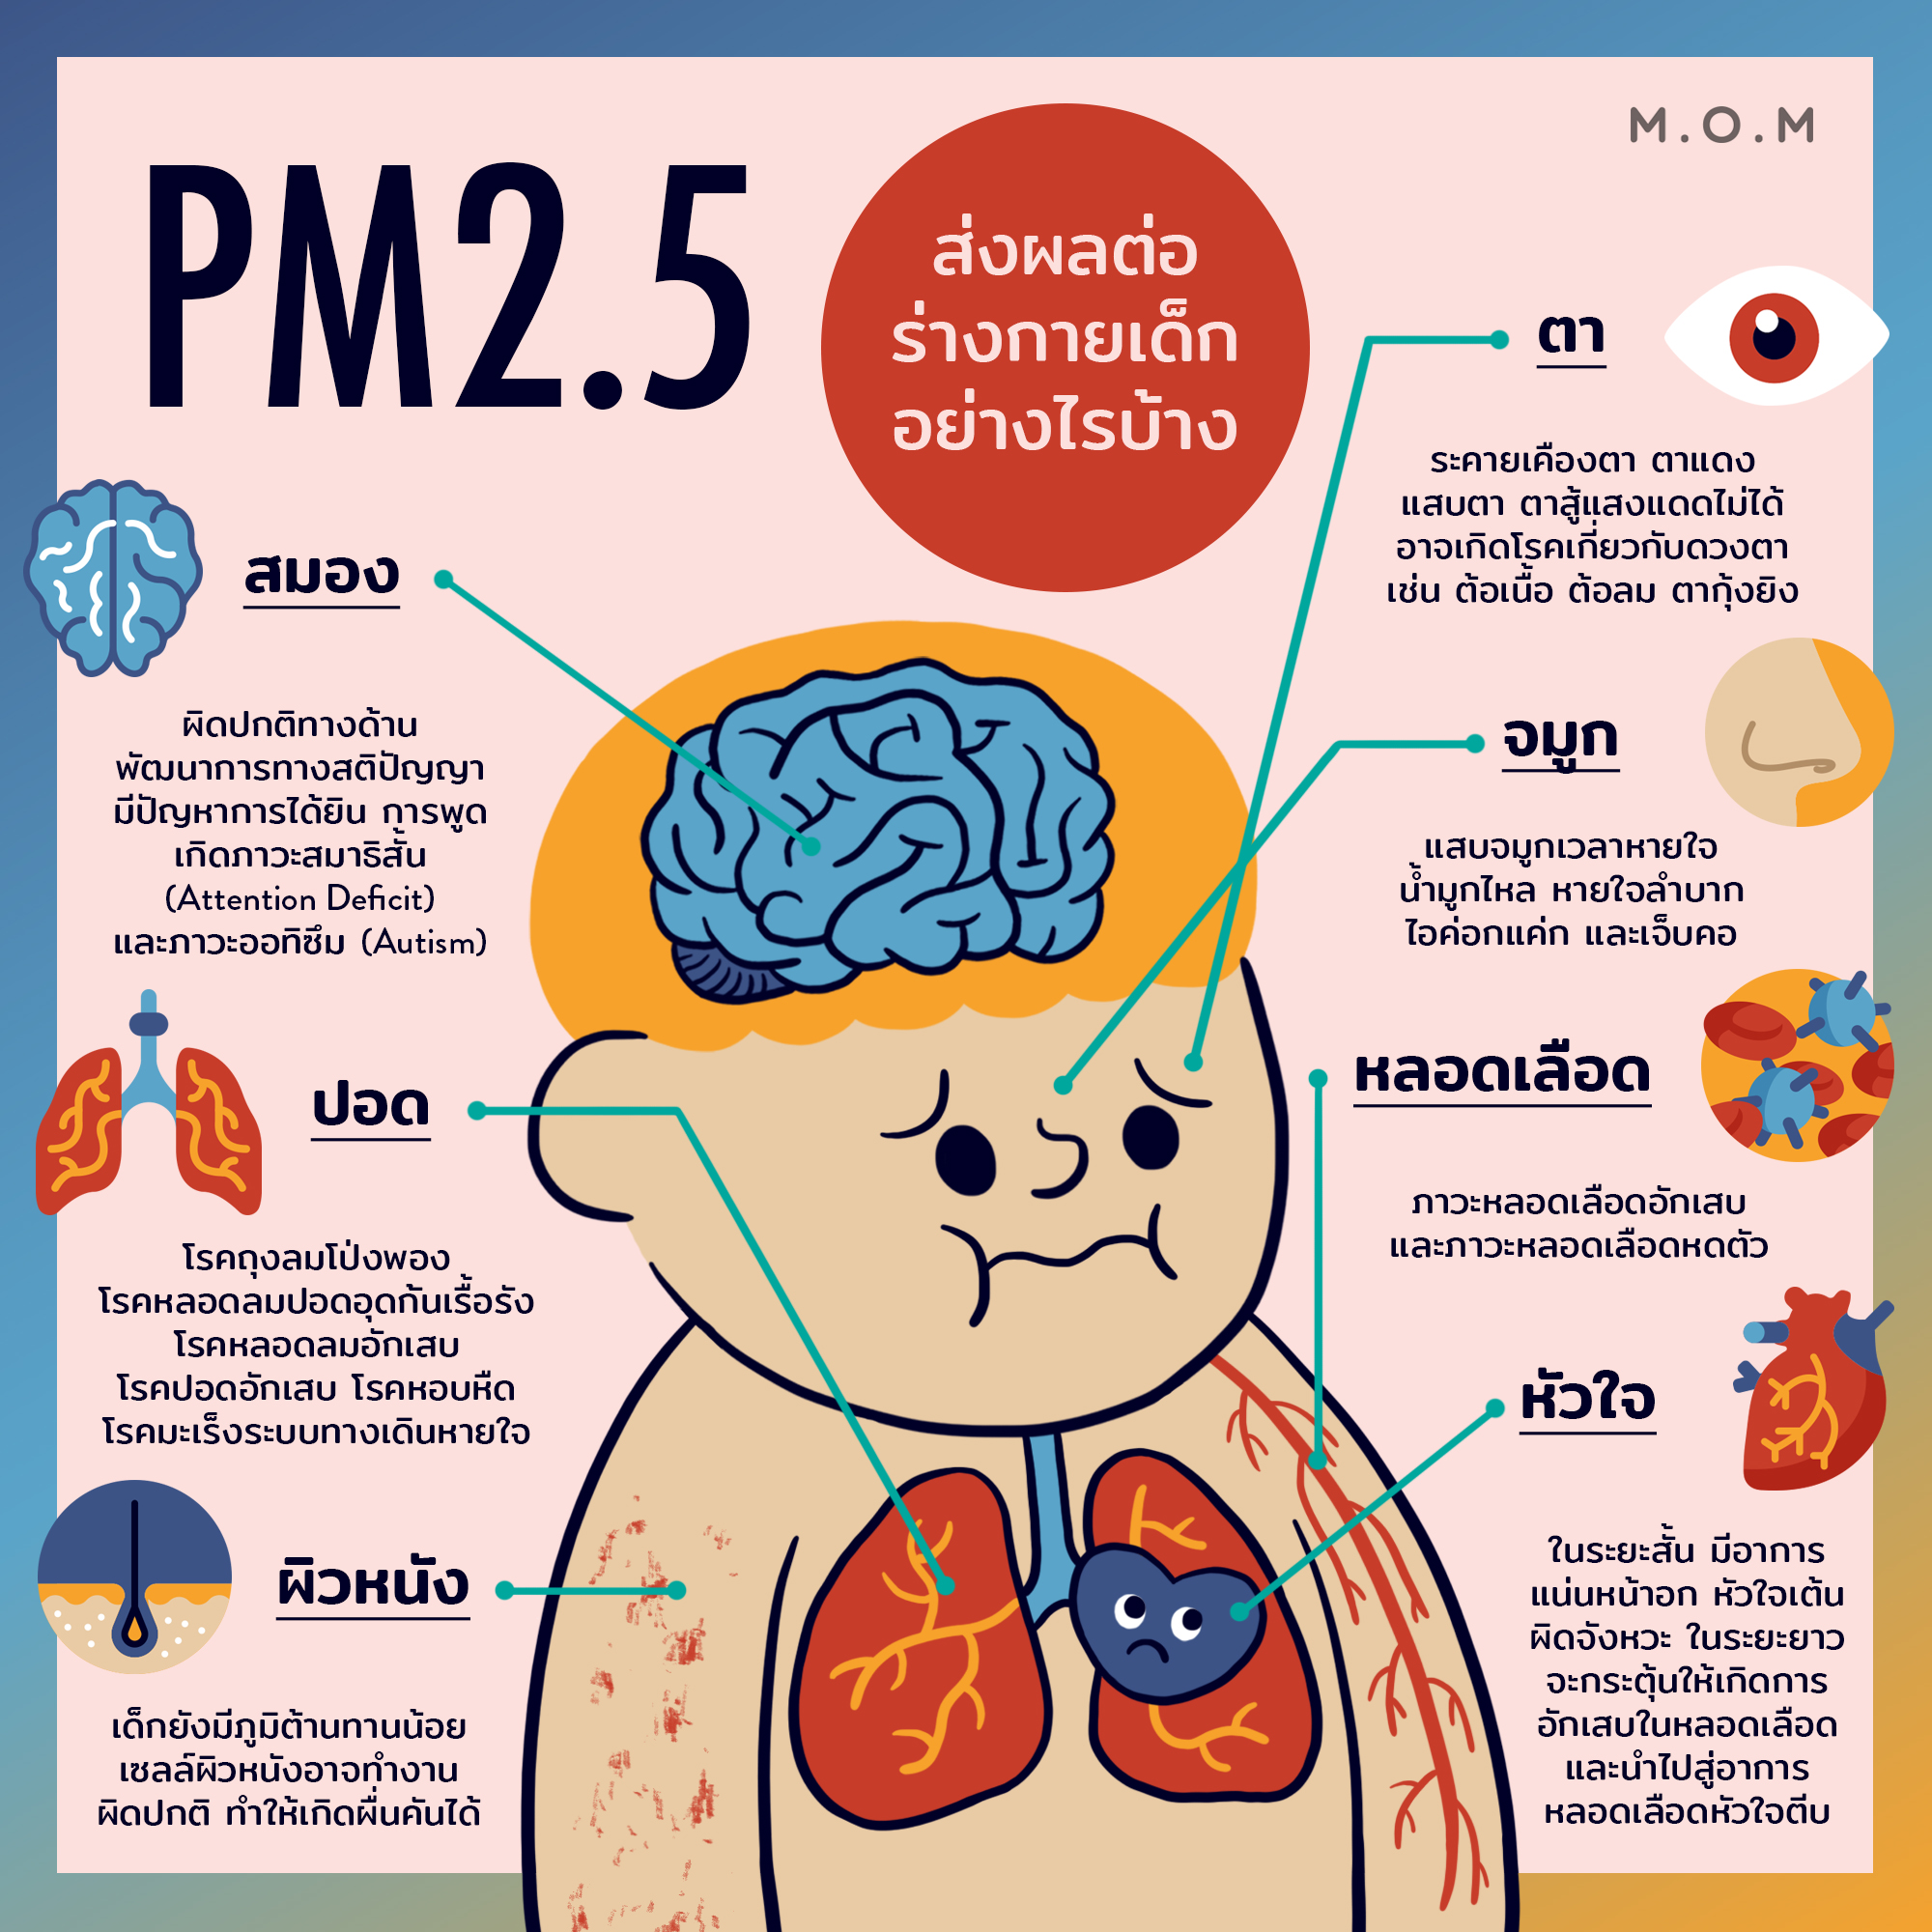 PM2.5
ส่งผลต่อ
ร่างกายเด็ก
อย่างไรบ้าง
M.O.M
สมอง
ผิดปกติทางด้าน
พัฒนาการทางสติปัญญา
มีปัญหาการได้ยิน การพูด
เกิดภาวะสมาธิสั้น
(Attention Deficit)
และภาวะออทิซึม (Autism)
ปอด
โรคถุงลมโป่งพอง
โรคหลอดลมปอดอุดกั้นเรื้อรัง
โรคหลอดลมอักเสบ
โรคปอดอักเสบ โรคหอบหืด
โรคมะเร็งระบบทางเดินหายใจ
ผิวหนัง
เด็กยังมีภูมิต้านทานน้อย
เซลล์ผิวหนังอาจทำงาน
ผิดปกติ ทำให้เกิดผื่นคันได้
ตา
ระคายเคืองตา ตาแดง
แสบตา ตาสู้แสงแดดไม่ได้
อาจเกิดโรคเกี่ยวกับดวงตา
เช่น ต้อเนื้อ ต้อลม ตากุ้งยิง
จมูก
แสบจมูกเวลาหายใจ
น้ำมูกไหล หายใจลำบาก
ไอค่อกแค่ก และเจ็บคอ
หลอดเลือด
ภาวะหลอดเลือดอักเสบ
และภาวะหลอดเลือดหดตัว
หัวใจ
ในระยะสั้น มีอาการ
แน่นหน้าอก หัวใจเต้น
ผิดจังหวะ ในระยะยาว
จะกระตุ้นให้เกิดการ
อักเสบในหลอดเลือด
และนำไปสู่อาการ
หลอดเลือดหัวใจตีบ